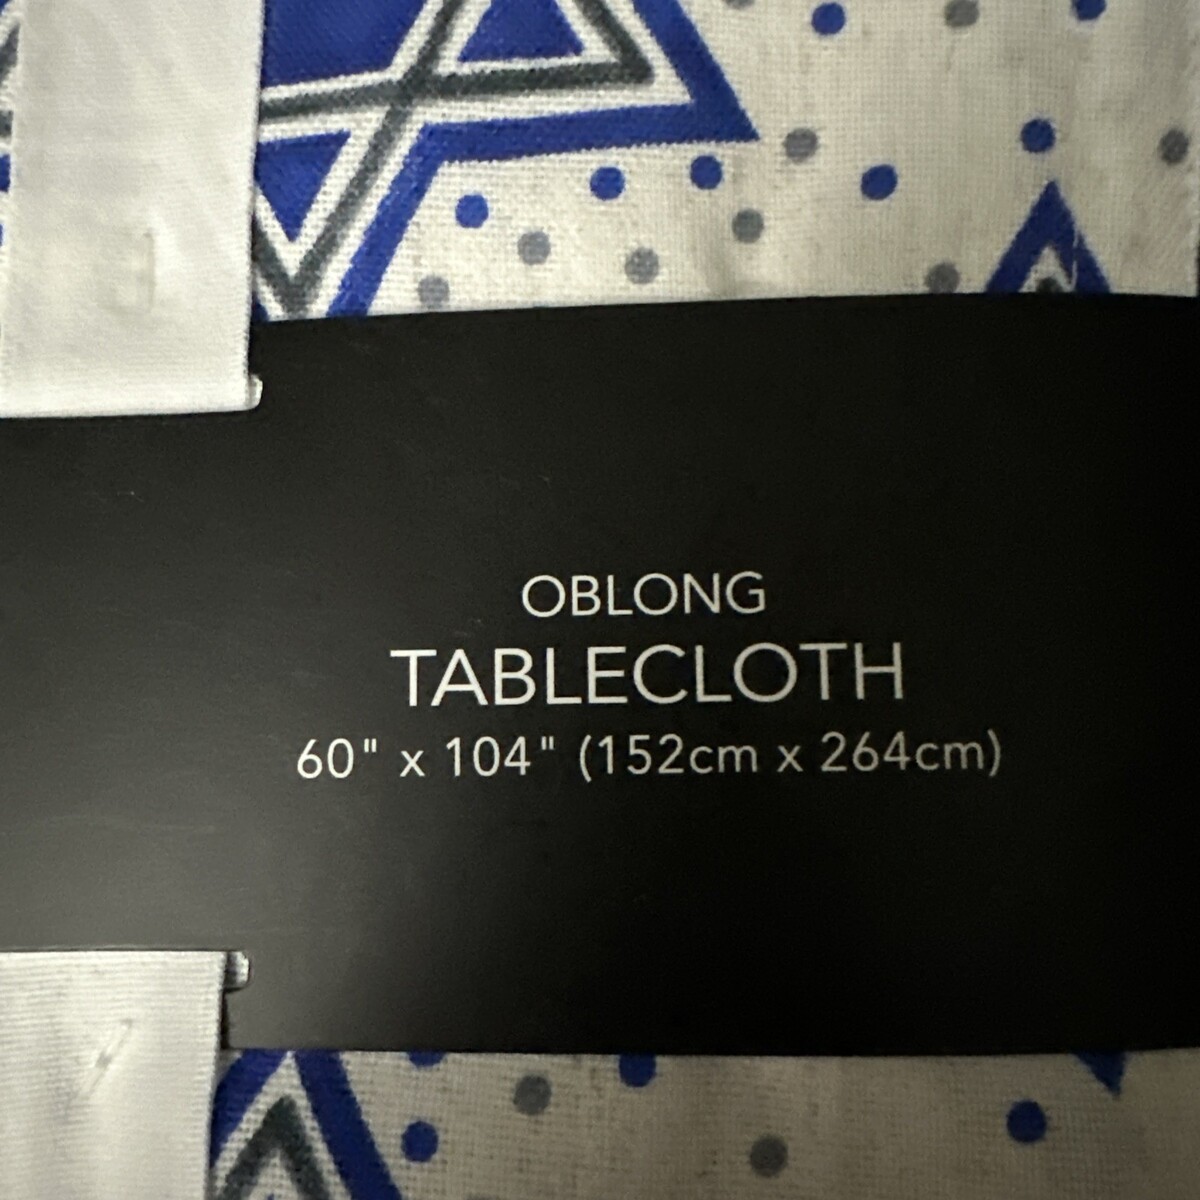 OBLONG
TABLECLOTH
60" x 104" (152cm x 264cm)